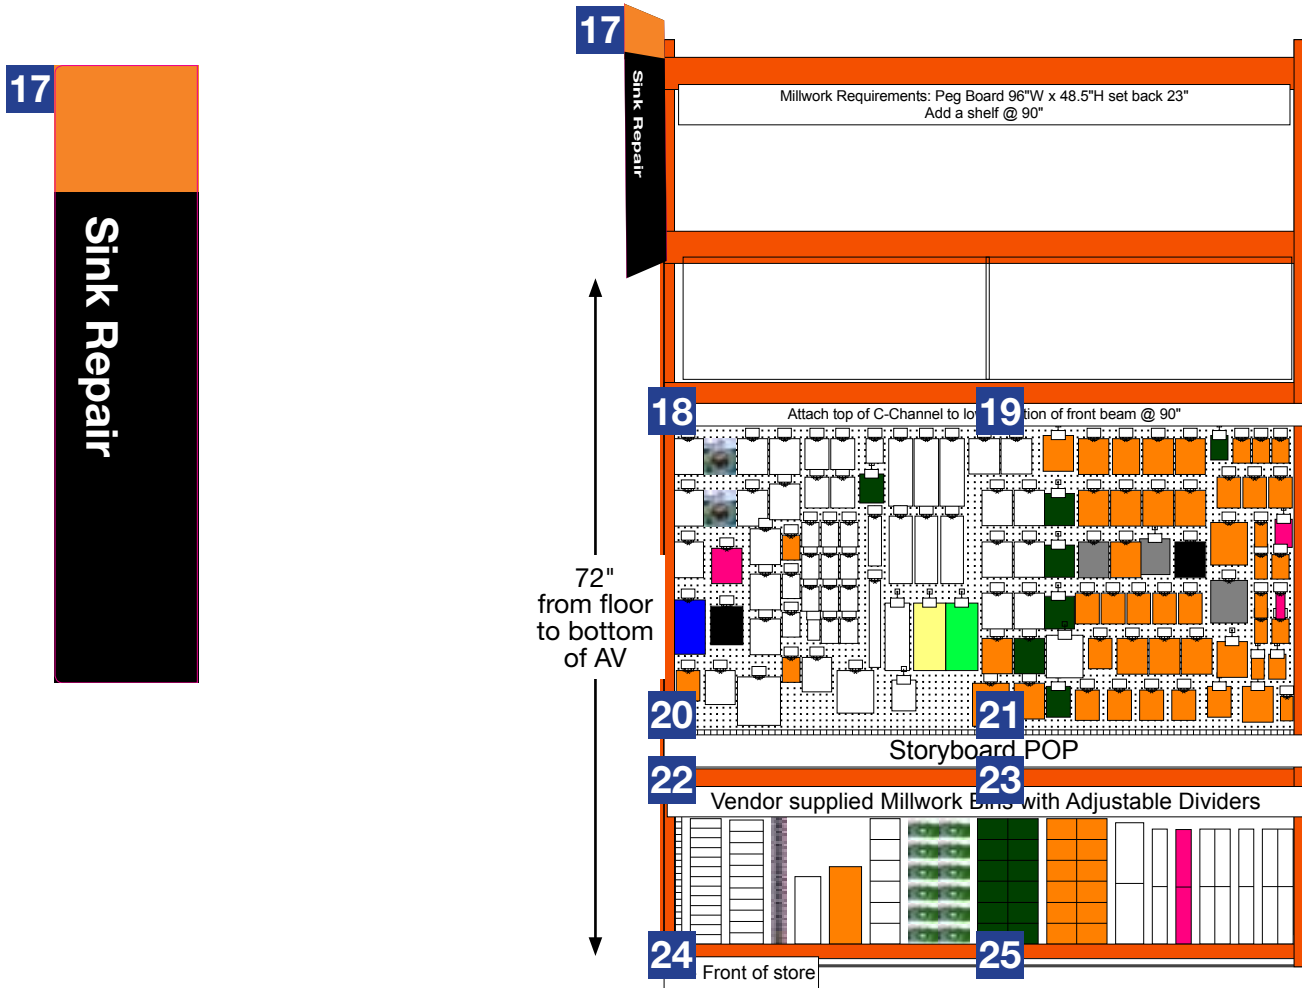 17
Sink Repair
17
Sink Repair
Millwork Requirements: Peg Board 96"W x 48.5"H set back 23"
Add a shelf @ 90"
18
19
Attach top of C-Channel to lo tion of front beam @ 90"
72"
from floor
to bottom
of AV
20
21
Storyboard POP
22
23
Vendor supplied Millwork Bins with Adjustable Dividers
24
25
Front of store